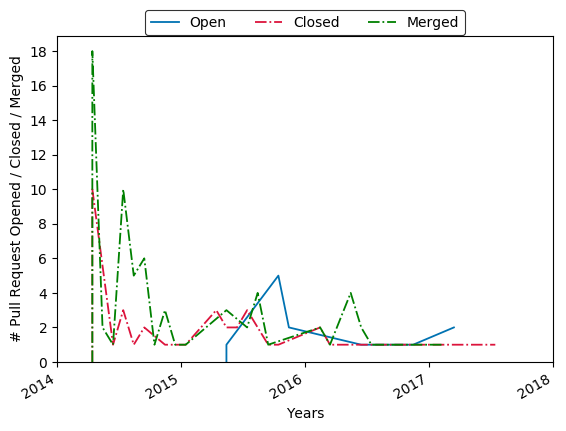 Open Closed Merged
# Pull Request Opened / Closed / Merged
18
16
14
12
10
8
6
4
2
0
2014 2015 2016 2017 2018
Years